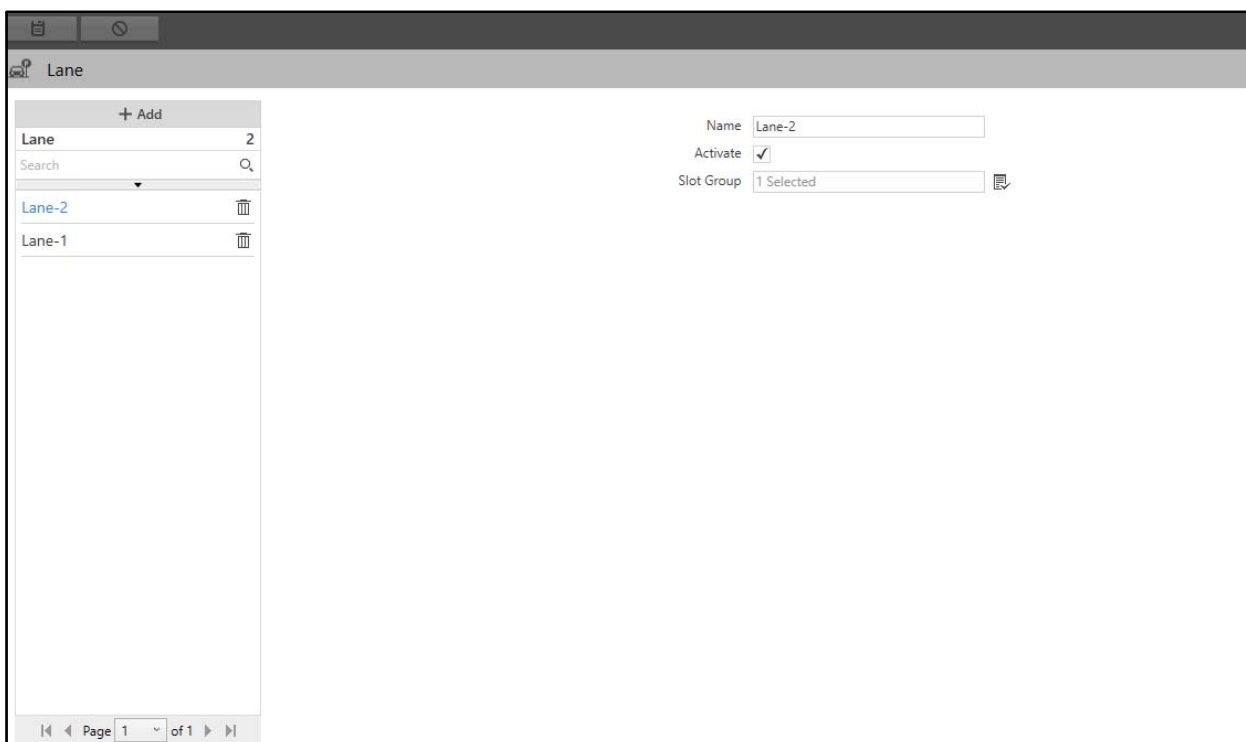 Lane
+ Add
Lane 2
Search
Lane-2
Lane-1
Page 1 of 1
Name Lane-2
Activate
Slot Group 1 Selected